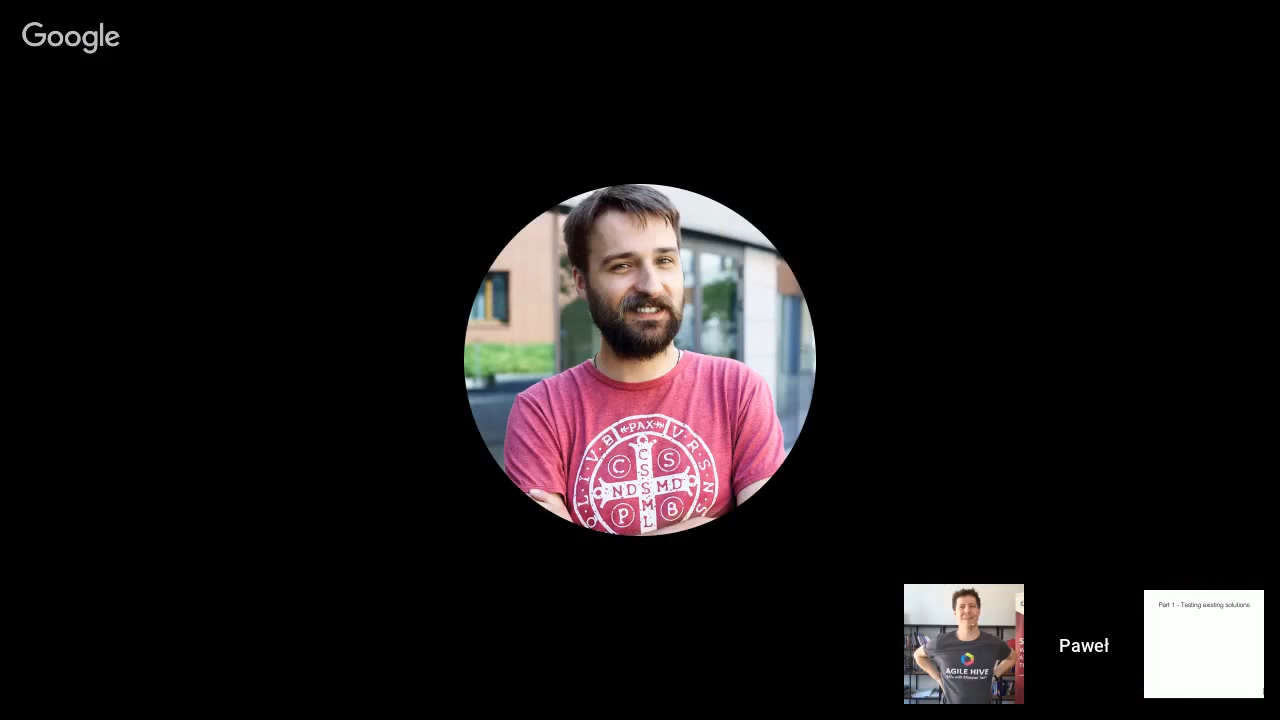 Google
PAX
V R S N S
L I V B
C S
C S S M L
N D S M D
P B
AGILE HIVE
Paweł
Part 1 - Testing existing solutions